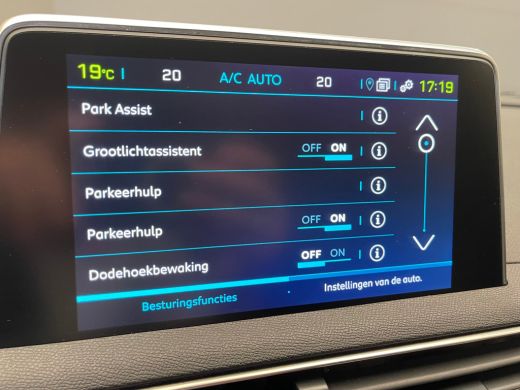 19°C 20 A/C AUTO 20 17:19
Park Assist
Grootlichtassistent OFF ON
Parkeerhulp
Parkeerhulp OFF ON
Dodehoekbewaking OFF ON
Besturingsfuncties Instellingen van de auto.